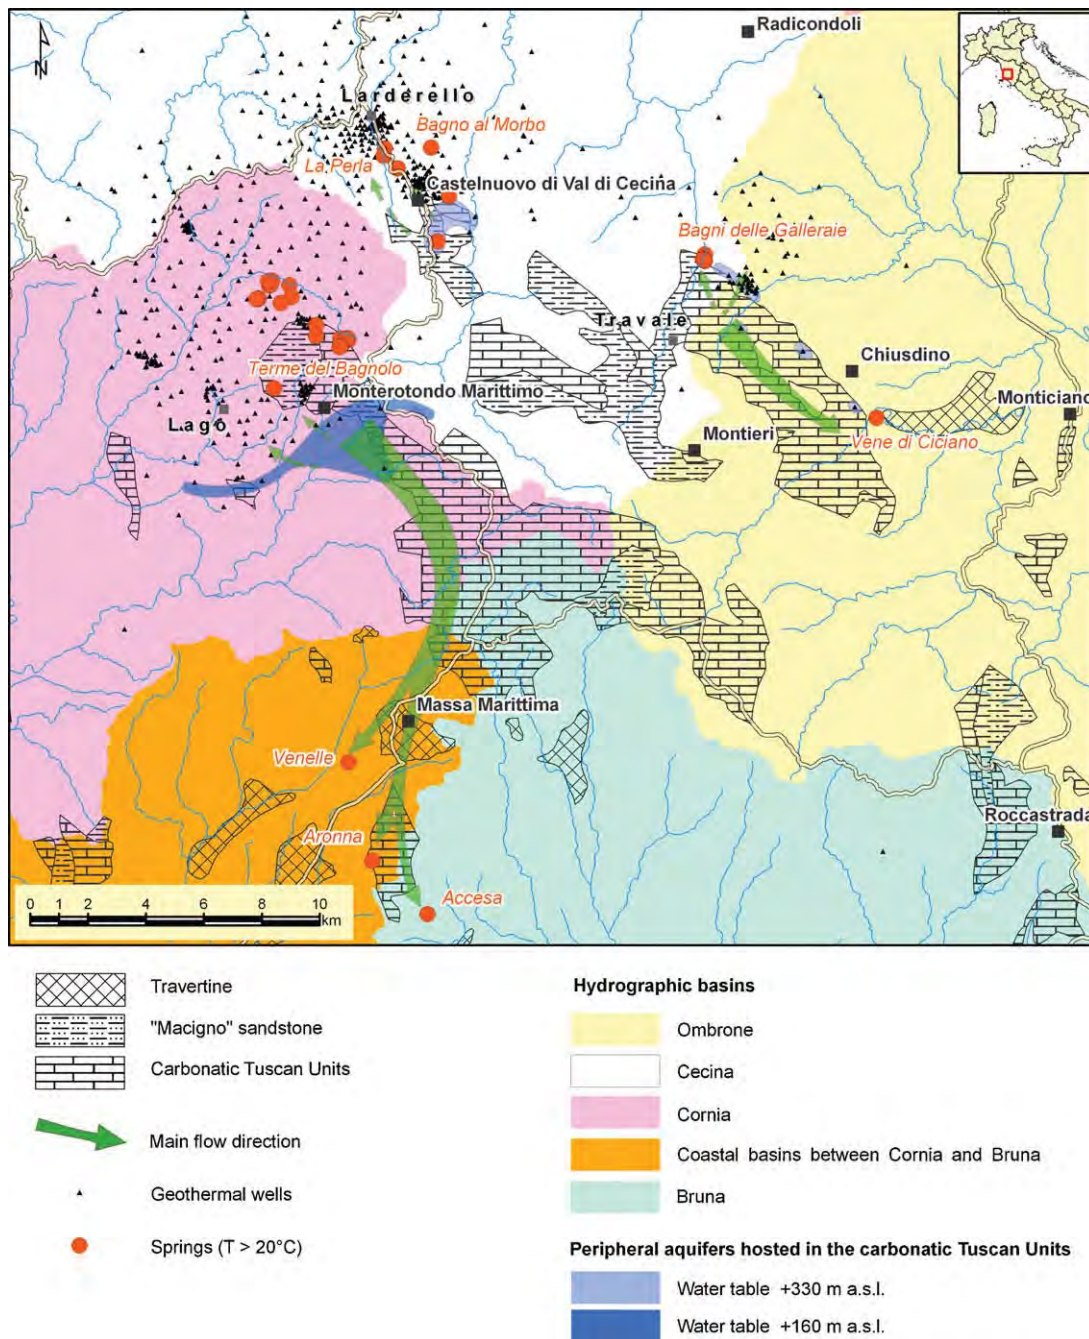 N
Radicondoli
Larderello
Bagno al Morbo
La Perla
Castelnuovo di Val di Cecina
Bagni delle Galleraie
Travale
Chiusdino
Terme del Bagnolo
Monterotondo Marittimo
Monticiano
Lago
Montieri
Vene di Ciciano
Massa Marittima
Venelle
Roccastrada
Aronna
Accesa
0 1 2 4 6 8 10
km
Travertine
"Macigno" sandstone
Carbonatic Tuscan Units
Main flow direction
Geothermal wells
Springs (T > 20°C)
Hydrographic basins
Ombrone
Cecina
Cornia
Coastal basins between Cornia and Bruna
Bruna
Peripheral aquifers hosted in the carbonatic Tuscan Units
Water table +330 m a.s.l.
Water table +160 m a.s.l.